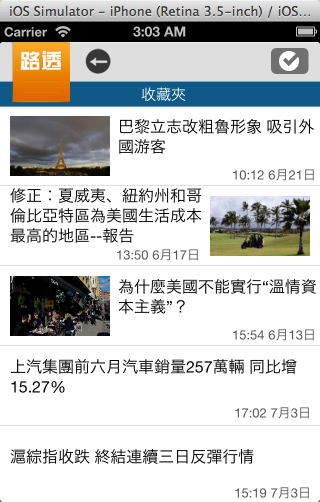 iOS Simulator – iPhone (Retina 3.5-inch) / iOS...
Carrier 3:03 AM
路透
收藏夾
巴黎立志改粗魯形象 吸引外
國游客
10:12 6月21日
修正：夏威夷、紐約州和哥
倫比亞特區為美國生活成本
最高的地區--報告
13:50 6月17日
為什麼美國不能實行“溫情資
本主義”？
15:54 6月13日
上汽集團前六月汽車銷量257萬輛 同比增
15.27%
17:02 7月3日
滬綜指收跌 終結連續三日反彈行情
15:19 7月3日